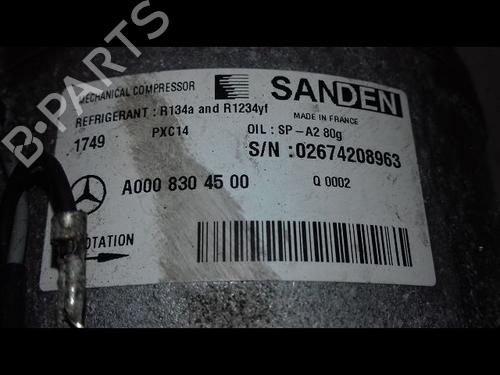 B-PARTS
MECHANICAL COMPRESSOR
SANDEN
REFRIGERANT : R134a and R1234yf
MADE IN FRANCE
1749 PXC14 OIL : SP-A2 80g
S/N :02674208963
A000 830 45 00 Q 0002
ROTATION